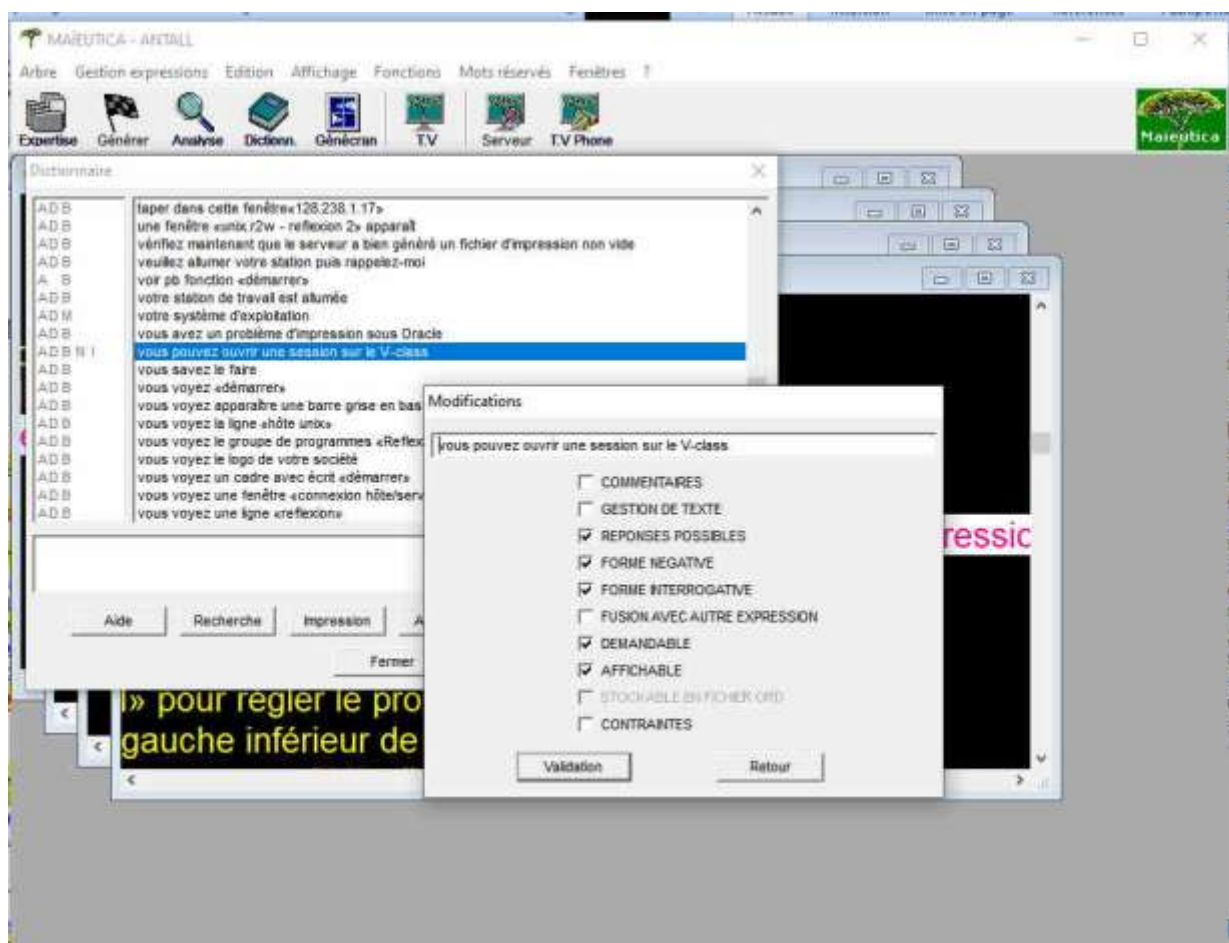 MAÏEUTICA - ANTALL
Arbre Gestion expressions Edition Affichage Fonctions Mots réservés Fenêtres ?
Expertise Générer Analyse Dictionn. Génécran T.V Serveur T.V Phone
Maïeutica
Dictionnaire
A D B taper dans cette fenêtre«128.238.1.17»
A D B une fenêtre «unix.r2w - reflexion 2» apparaît
A D B vérifiez maintenant que le serveur a bien généré un fichier d'impression non vide
A D B veuillez allumer votre station puis rappelez-moi
A B voir pb fonction «démarrer»
A D B votre station de travail est allumée
A D M votre système d'exploitation
A D B vous avez un problème d'impression sous Oracle
A D B N I vous pouvez ouvrir une session sur le V-class
A D B vous savez le faire
A D B vous voyez «démarrer»
A D B vous voyez apparaître une barre grise en bas
A D B vous voyez la ligne «hôte unix»
A D B vous voyez le groupe de programmes «Reflex
A D B vous voyez le logo de votre société
A D B vous voyez un cadre avec écrit «démarrer»
A D B vous voyez une fenêtre «connexion hôte/serv
A D B vous voyez une ligne «reflexion»
Aide Recherche Impression A
Fermer
Modifications
vous pouvez ouvrir une session sur le V-class
COMMENTAIRES
GESTION DE TEXTE
REPONSES POSSIBLES
FORME NEGATIVE
FORME INTERROGATIVE
FUSION AVEC AUTRE EXPRESSION
DEMANDABLE
AFFICHABLE
STOCKABLE EN FICHIER ORD
CONTRAINTES
Validation Retour
ressic
l» pour régler le pro
gauche inférieur de